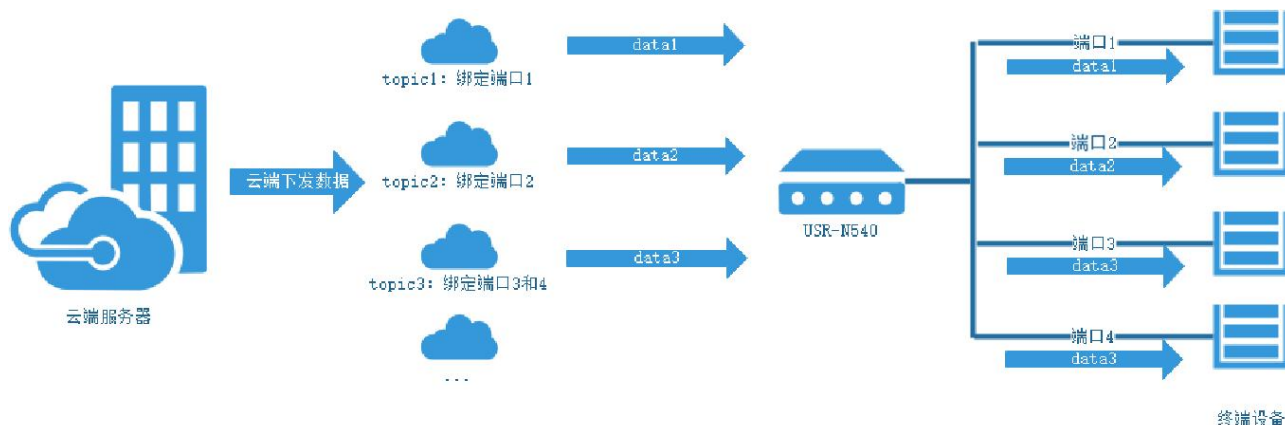 data1
端口1
data1
topic1: 绑定端口1
云端下发数据
data2
端口2
data2
topic2: 绑定端口2
USR-N540
data3
端口3
data3
topic3: 绑定端口3和4
云端服务器
端口4
data3
...
终端设备